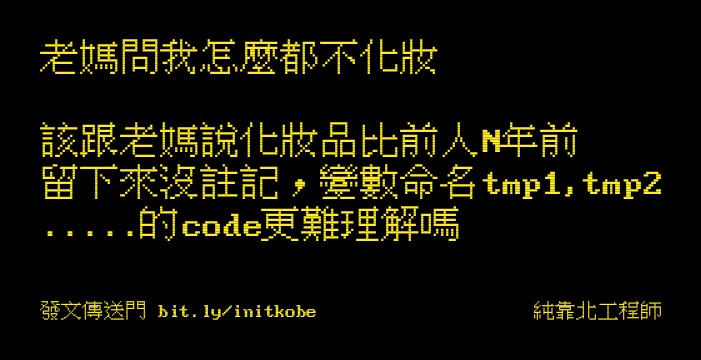 老媽問我怎麼都不化妝
該跟老媽說化妝品比前人N年前
留下來沒註記，變數命名tmp1,tmp2
.....的code更難理解嗎
發文傳送門 bit.ly/initkobe
純靠北工程師